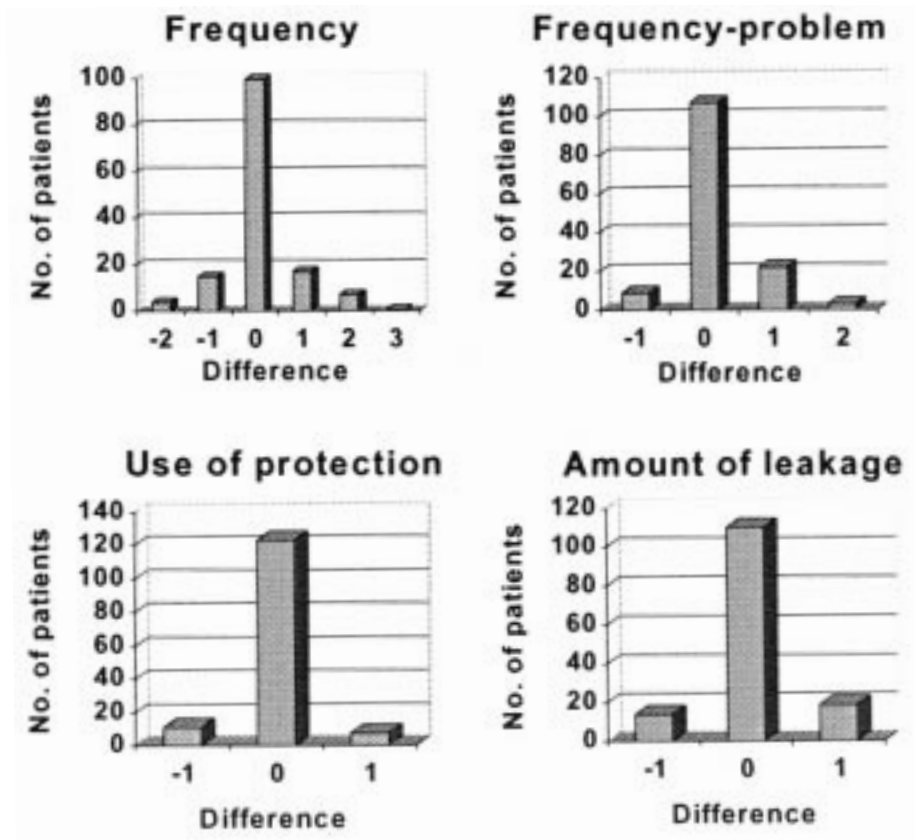 Frequency
No. of patients
100
80
60
40
20
0
-2 -1 0 1 2 3
Difference
Frequency-problem
No. of patients
120
100
80
60
40
20
0
-1 0 1 2
Difference
Use of protection
No. of patients
140
120
100
80
60
40
20
0
-1 0 1
Difference
Amount of leakage
No. of patients
120
100
80
60
40
20
0
-1 0 1
Difference